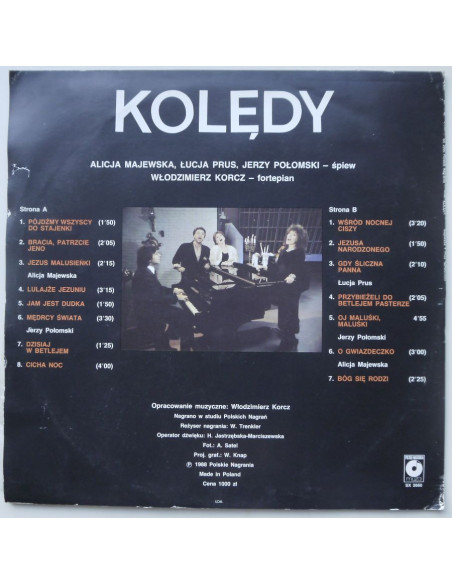 KOLĘDY
ALICJA MAJEWSKA, ŁUCJA PRUS, JERZY POŁOMSKI – śpiew
WŁODZIMIERZ KORCZ – fortepian
Strona A
1. PÓJDŹMY WSZYSCY (1'50)
DO STAJENKI
2. BRACIA, PATRZCIE (2'05)
JENO
3. JEZUS MALUSIEŃKI (2'15)
Alicja Majewska
4. LULAJŻE JEZUNIU (3'15)
5. JAM JEST DUDKA (1'50)
6. MĘDRCY ŚWIATA (3'30)
Jerzy Połomski
7. DZISIAJ (1'25)
W BETLEJEM
8. CICHA NOC (4'00)
Strona B
1. WŚRÓD NOCNEJ (3'20)
CISZY
2. JEZUSA (1'50)
NARODZONEGO
3. GDY ŚLICZNA (2'10)
PANNA
Łucja Prus
4. PRZYBIEŻELI DO (2'05)
BETLEJEM PASTERZE
5. OJ MALUŚKI, 4'55
MALUŚKI
Jerzy Połomski
6. O GWIAZDECZKO (3'00)
Alicja Majewska
7. BÓG SIĘ RODZI (2'25)
Opracowanie muzyczne: Włodzimierz Korcz
Nagrano w studiu Polskich Nagrań
Reżyser nagrania: W. Trenkler
Operator dźwięku: H. Jastrzębska-Marciszewska
Fot.: A. Satel
Proj. graf.: W. Knap
℗ 1988 Polskie Nagrania
Made in Poland
Cena 1000 zł
muza